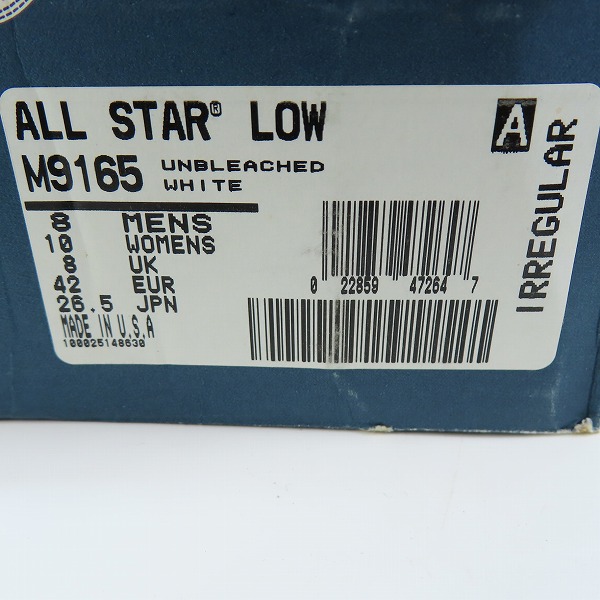 ALL STAR® LOW
A
M9165 UNBLEACHED
WHITE
8 MENS
10 WOMENS
8 UK
42 EUR
26.5 JPN
MADE IN U.S.A
100025148630
0 22859 47264 7
IRREGULAR